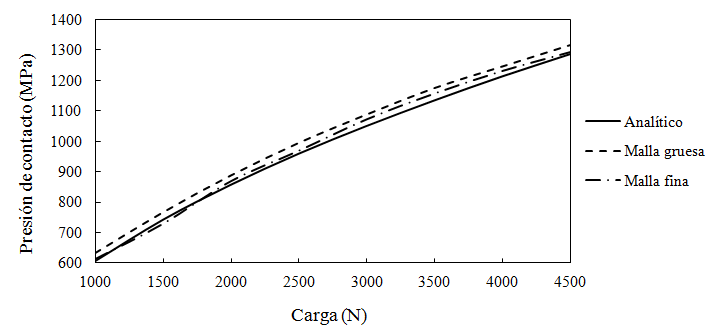 1400
1300
1200
1100
1000
900
800
700
600
Presión de contacto (MPa)
1000 1500 2000 2500 3000 3500 4000 4500
Carga (N)
Analítico
Malla gruesa
Malla fina